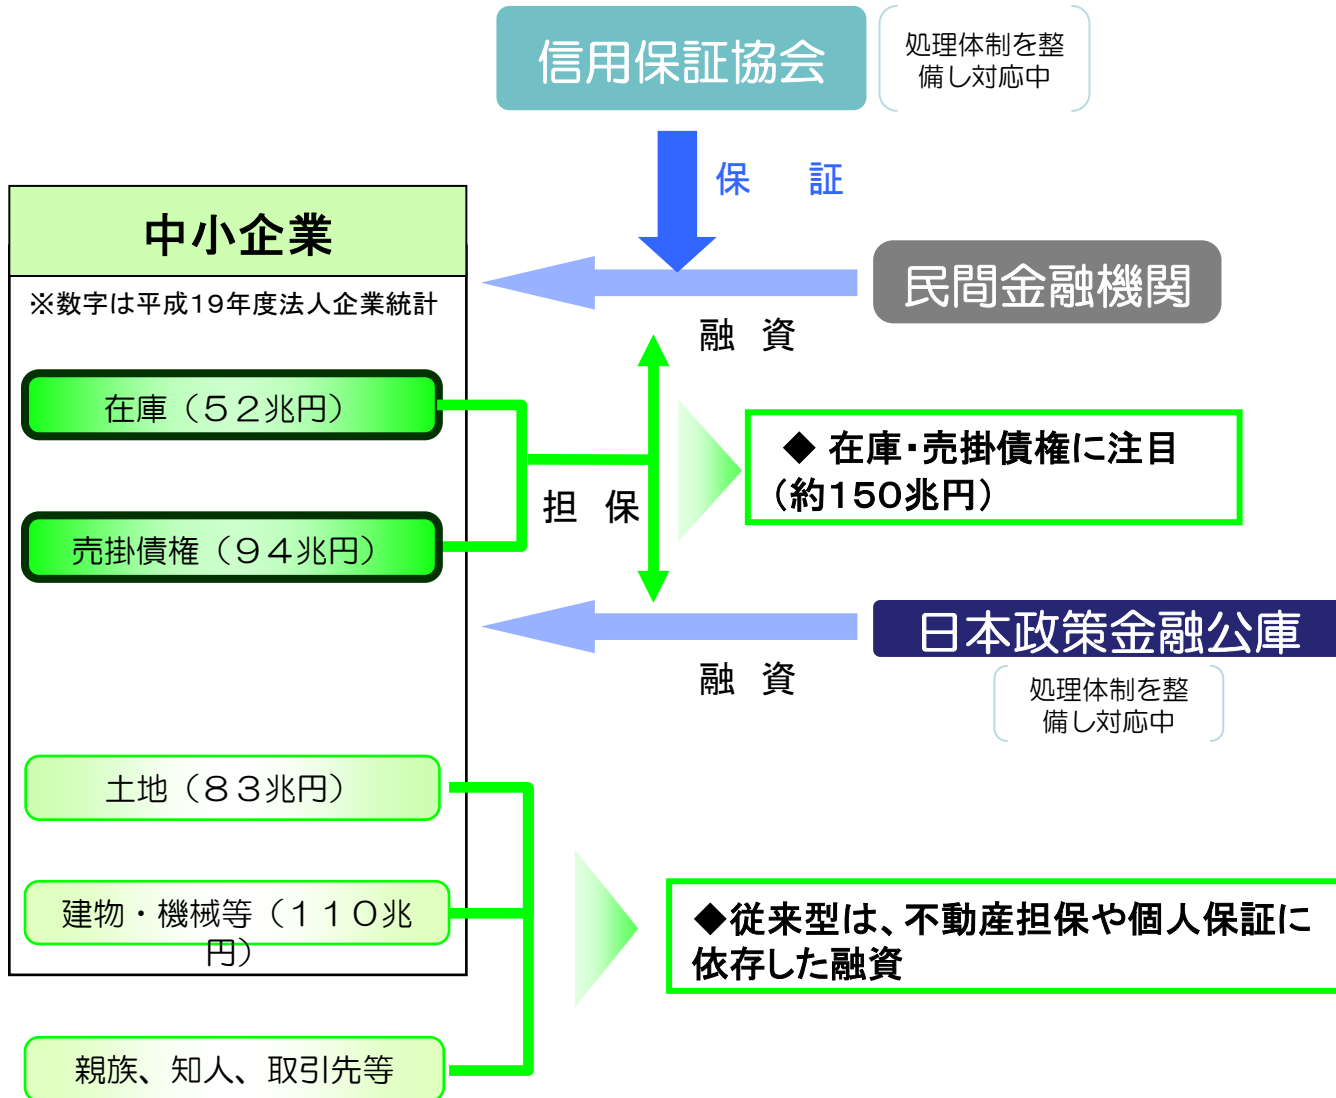 信用保証協会
処理体制を整
備し対応中
保　証
中小企業
※数字は平成19年度法人企業統計
民間金融機関
融　資
在庫（５２兆円）
◆ 在庫・売掛債権に注目
（約150兆円）
担　保
売掛債権（９４兆円）
日本政策金融公庫
融　資
処理体制を整
備し対応中
土地（８３兆円）
建物・機械等（１１０兆
円）
◆従来型は、不動産担保や個人保証に
依存した融資
親族、知人、取引先等